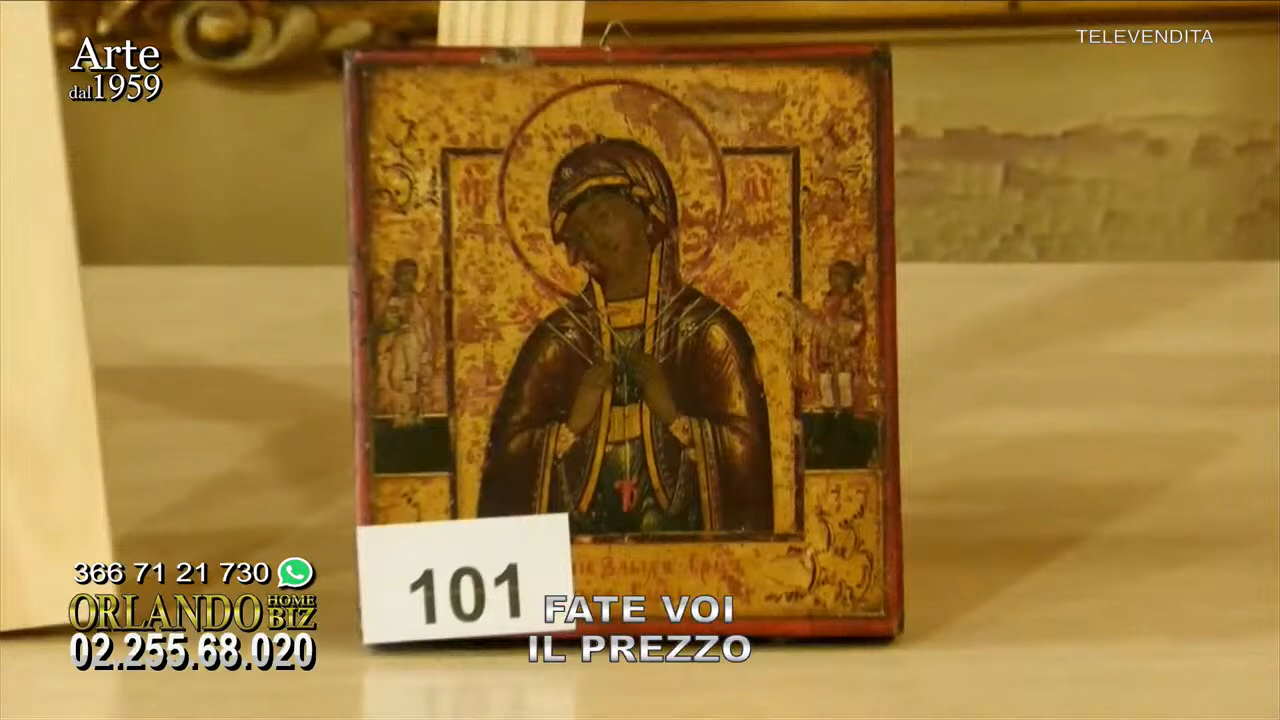 Arte
dal 1959
TELEVENDITA
101
366 71 21 730
ORLANDO HOME BIZ
02.255.68.020
FATE VOI
IL PREZZO